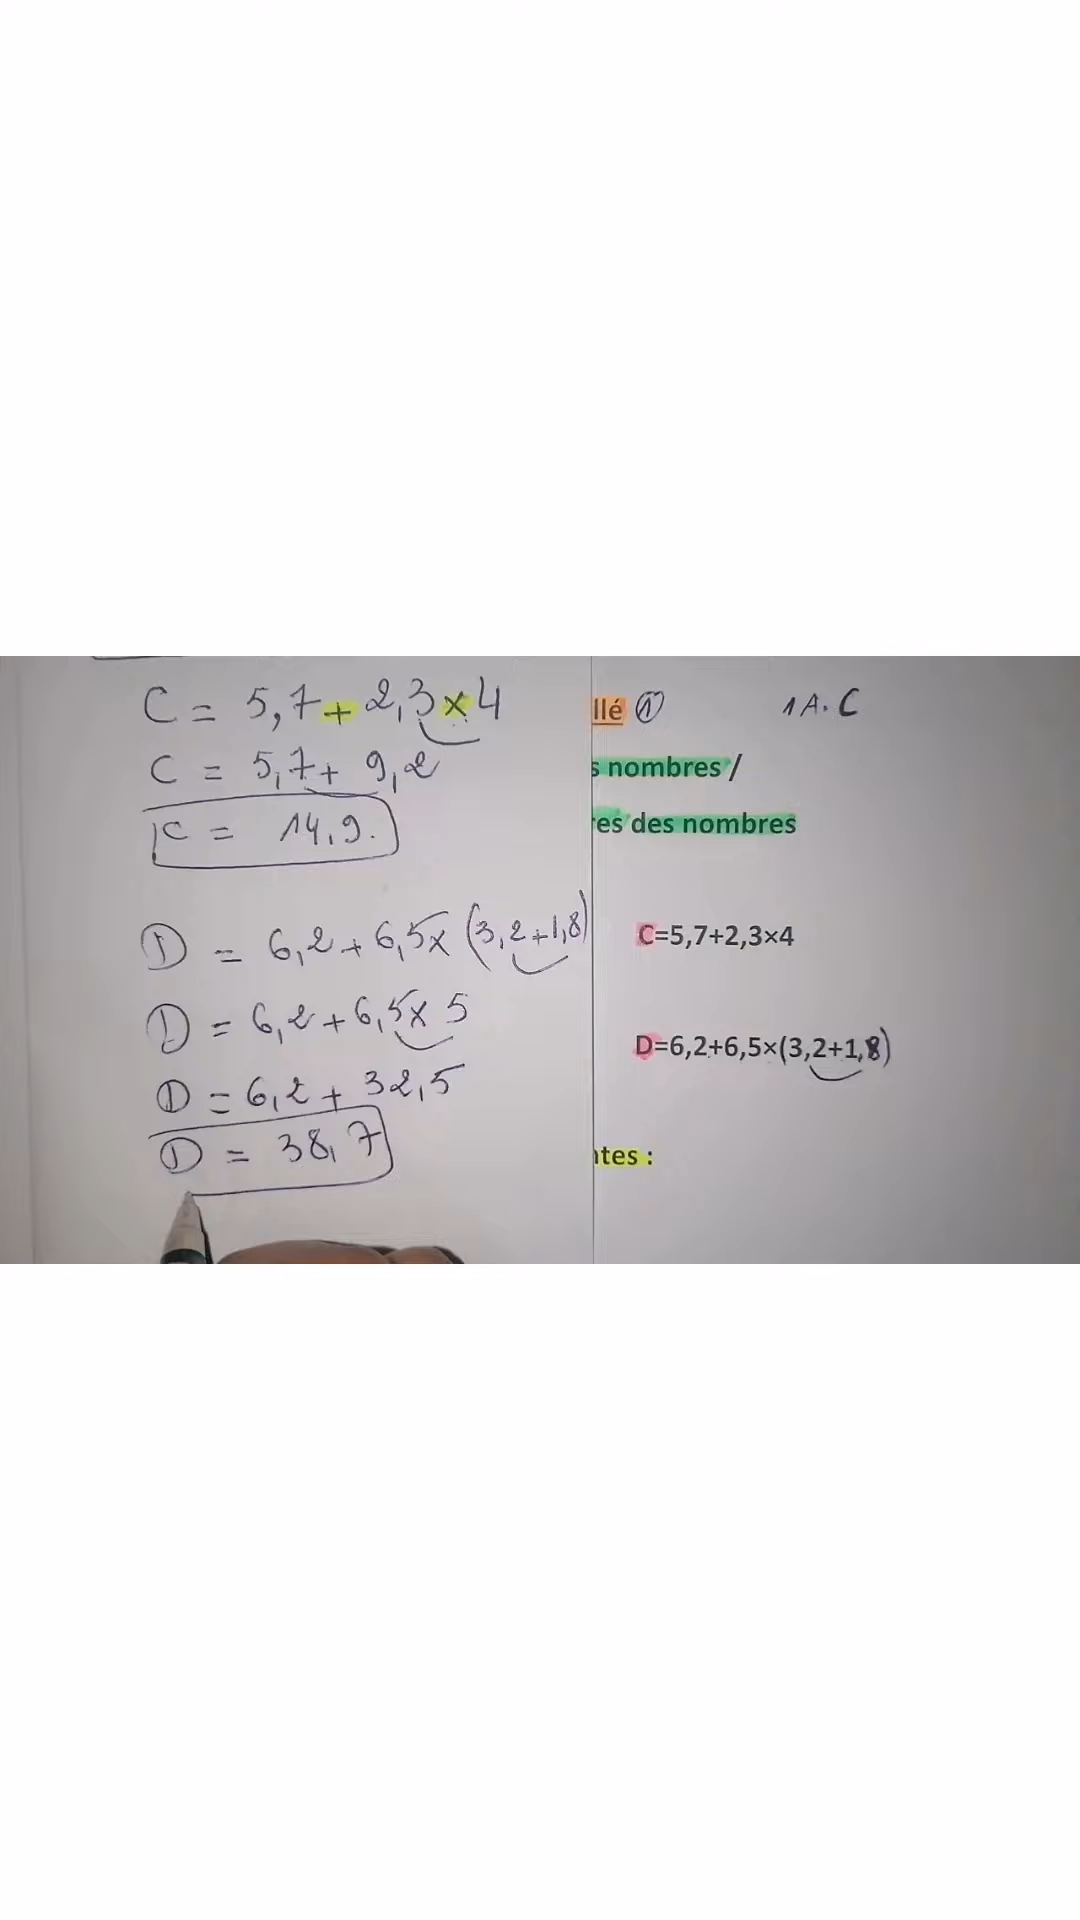 C = 5,7 + 2,3 × 4
C = 5,7 + 9,2
C = 14,9.
D = 6,2 + 6,5 × (3,2 + 1,8)
D = 6,2 + 6,5 × 5
D = 6,2 + 32,5
D = 38,7
llé ① 1A.C
s nombres /
res des nombres
C=5,7+2,3×4
D=6,2+6,5×(3,2+1,8)
ntes :